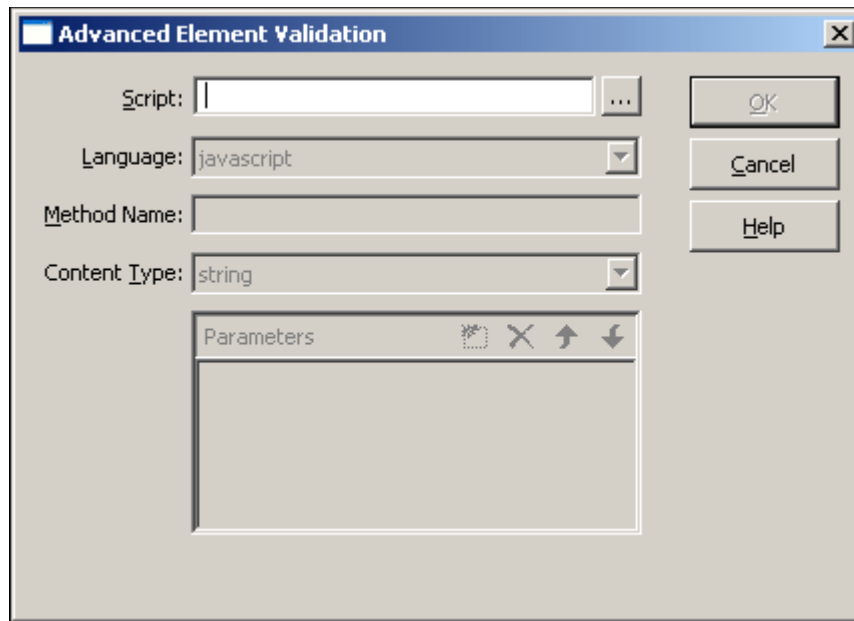 Advanced Element Validation
Script:
...
OK
Language: javascript
Cancel
Method Name:
Help
Content Type: string
Parameters